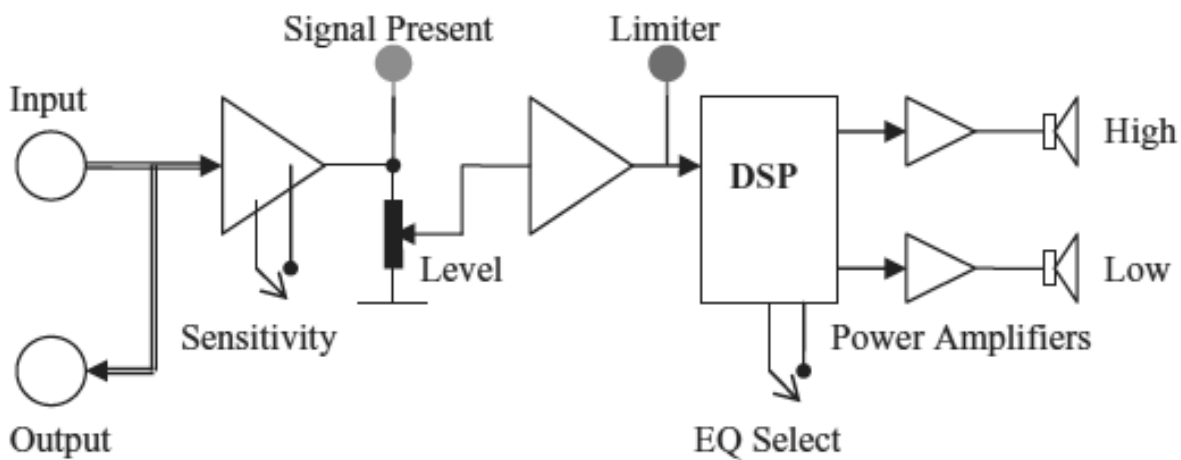 Signal Present
Limiter
Input
High
DSP
Level
Low
Sensitivity
Power Amplifiers
Output
EQ Select